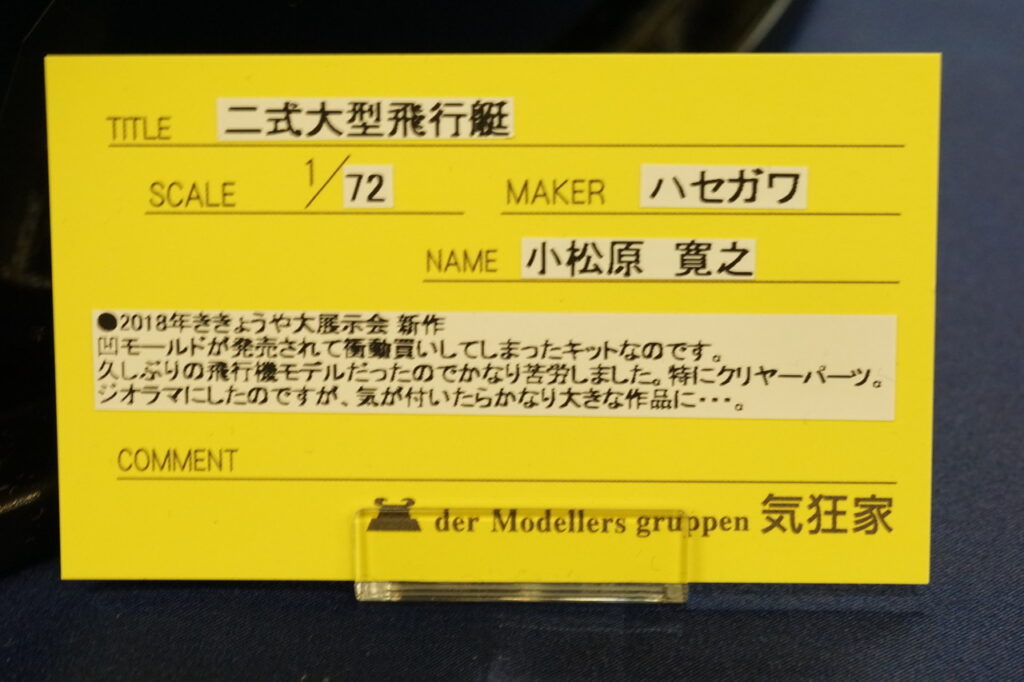 TITLE 二式大型飛行艇
SCALE 1/72 MAKER ハセガワ
NAME 小松原 寛之
●2018年ききょうや大展示会 新作
凹モールドが発売されて衝動買いしてしまったキットなのです。
久しぶりの飛行機モデルだったのでかなり苦労しました。特にクリヤーパーツ。
ジオラマにしたのですが、気が付いたらかなり大きな作品に・・・。
COMMENT
der Modellers gruppen 気狂家